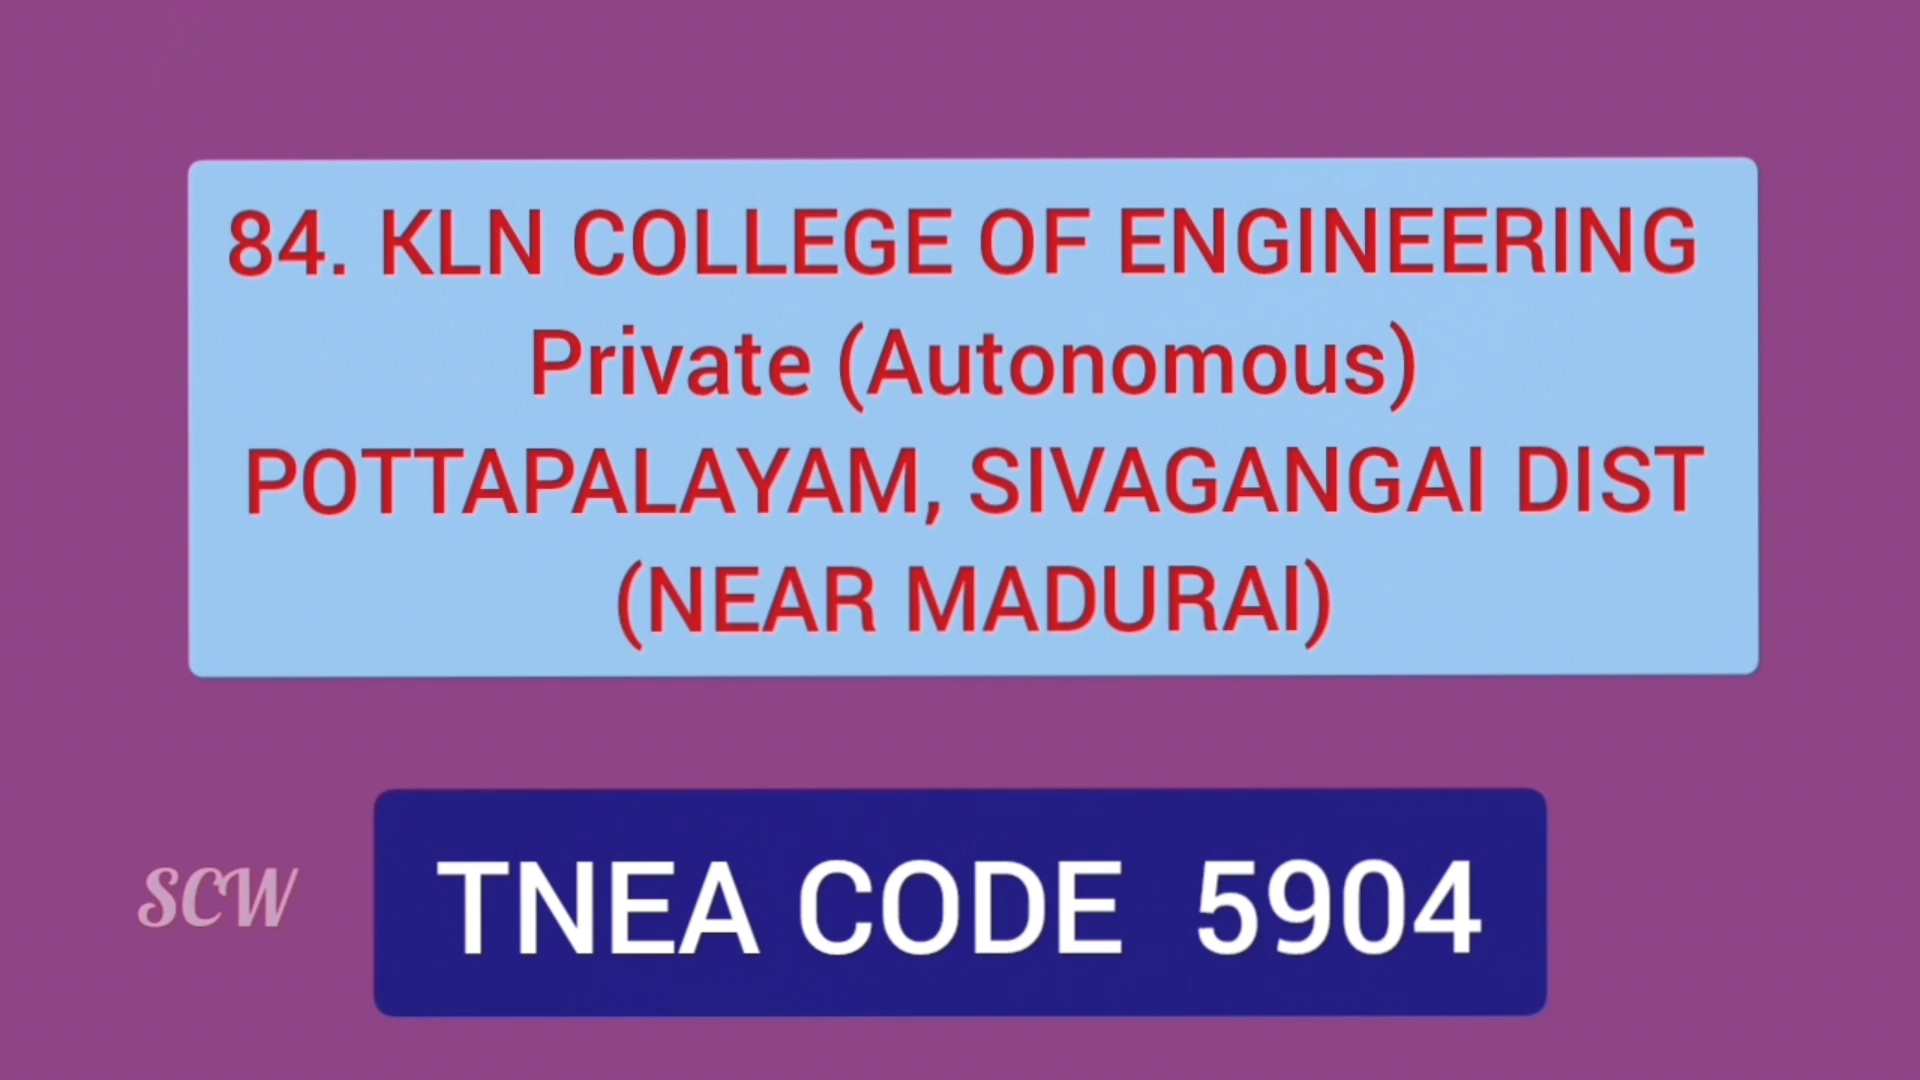 84. KLN COLLEGE OF ENGINEERING
Private (Autonomous)
POTTAPALAYAM, SIVAGANGAI DIST
(NEAR MADURAI)
SCW
TNEA CODE 5904